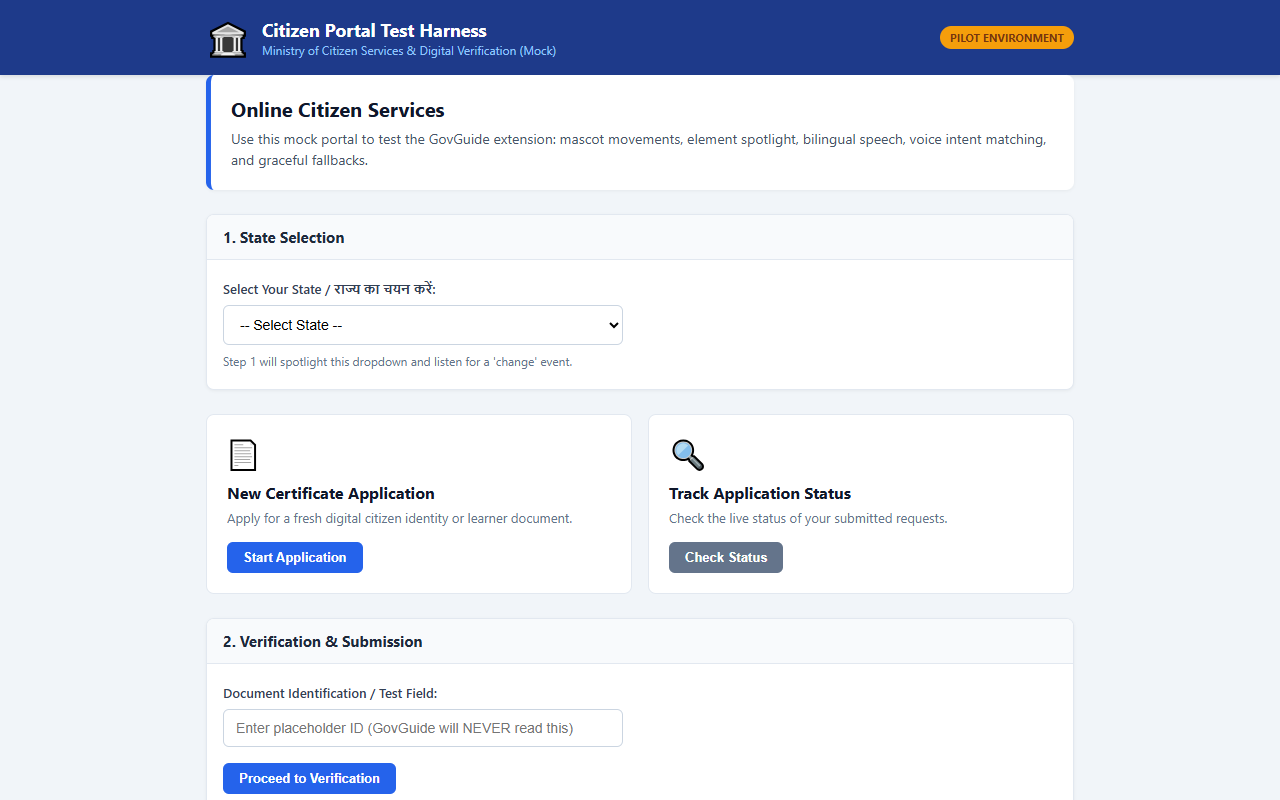 Citizen Portal Test Harness
Ministry of Citizen Services & Digital Verification (Mock)
PILOT ENVIRONMENT
Online Citizen Services
Use this mock portal to test the GovGuide extension: mascot movements, element spotlight, bilingual speech, voice intent matching,
and graceful fallbacks.
1. State Selection
Select Your State / राज्य का चयन करें:
-- Select State --
Step 1 will spotlight this dropdown and listen for a 'change' event.
New Certificate Application
Apply for a fresh digital citizen identity or learner document.
Start Application
Track Application Status
Check the live status of your submitted requests.
Check Status
2. Verification & Submission
Document Identification / Test Field:
Enter placeholder ID (GovGuide will NEVER read this)
Proceed to Verification